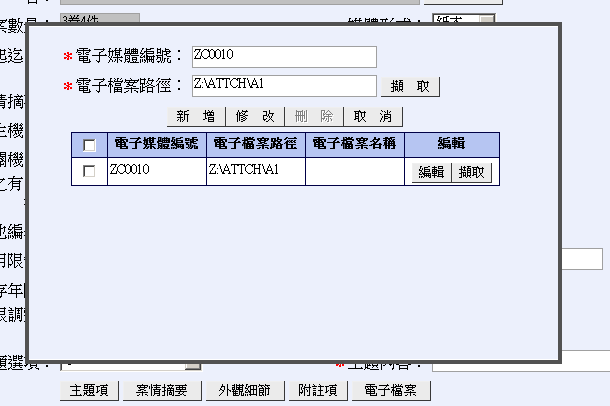 3卷4件
紙本
* 電子媒體編號： ZC0010
* 電子檔案路徑： Z:\ATTCH\A1 擷 取
新 增 修 改 刪 除 取 消
電子媒體編號 電子檔案路徑 電子檔案名稱 編輯
ZC0010 Z:\ATTCH\A1 編輯 擷取
主題項 案情摘要 外觀細節 附註項 電子檔案